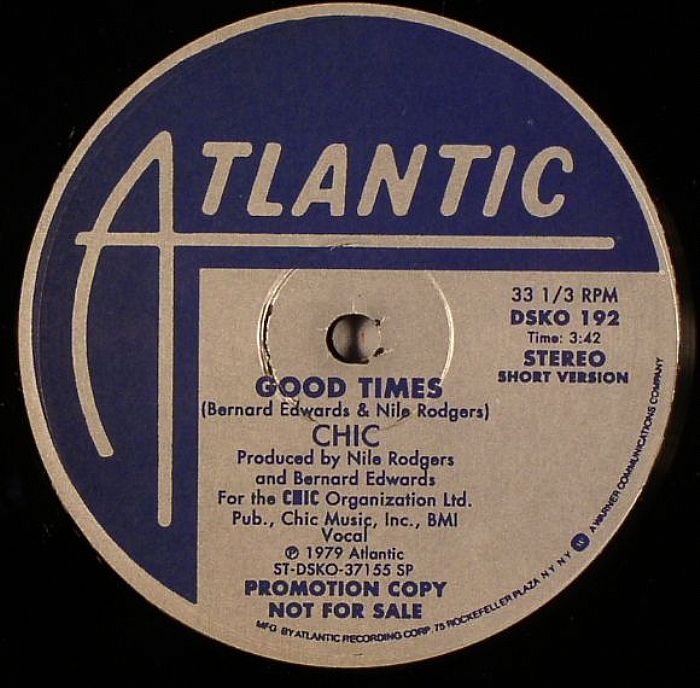 ATLANTIC
33 1/3 RPM
DSKO 192
Time: 3:42
STEREO
SHORT VERSION
GOOD TIMES
(Bernard Edwards & Nile Rodgers)
CHIC
Produced by Nile Rodgers
and Bernard Edwards
For the CHIC Organization Ltd.
Pub., Chic Music, Inc., BMI
Vocal
℗ 1979 Atlantic
ST-DSKO-37155 SP
PROMOTION COPY
NOT FOR SALE
MFG BY ATLANTIC RECORDING CORP 75 ROCKEFELLER PLAZA N Y N Y A WARNER COMMUNICATIONS COMPANY